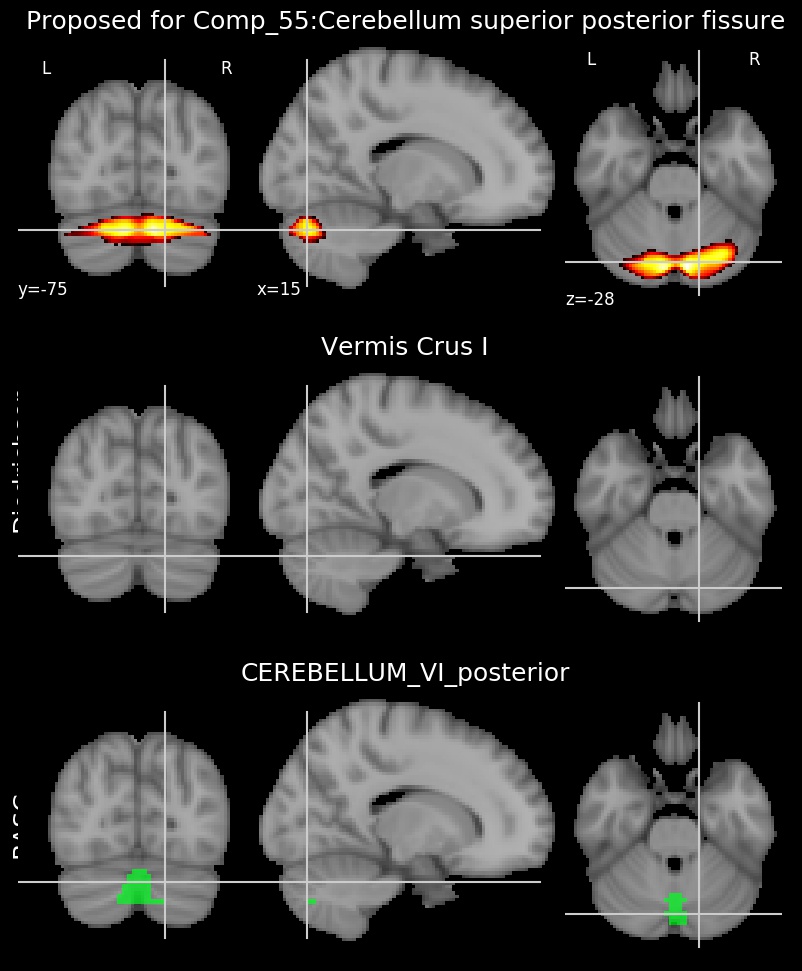 Proposed for Comp_55:Cerebellum superior posterior fissure
L R
L R
y=-75 x=15 z=-28
Vermis Crus I
CEREBELLUM_VI_posterior